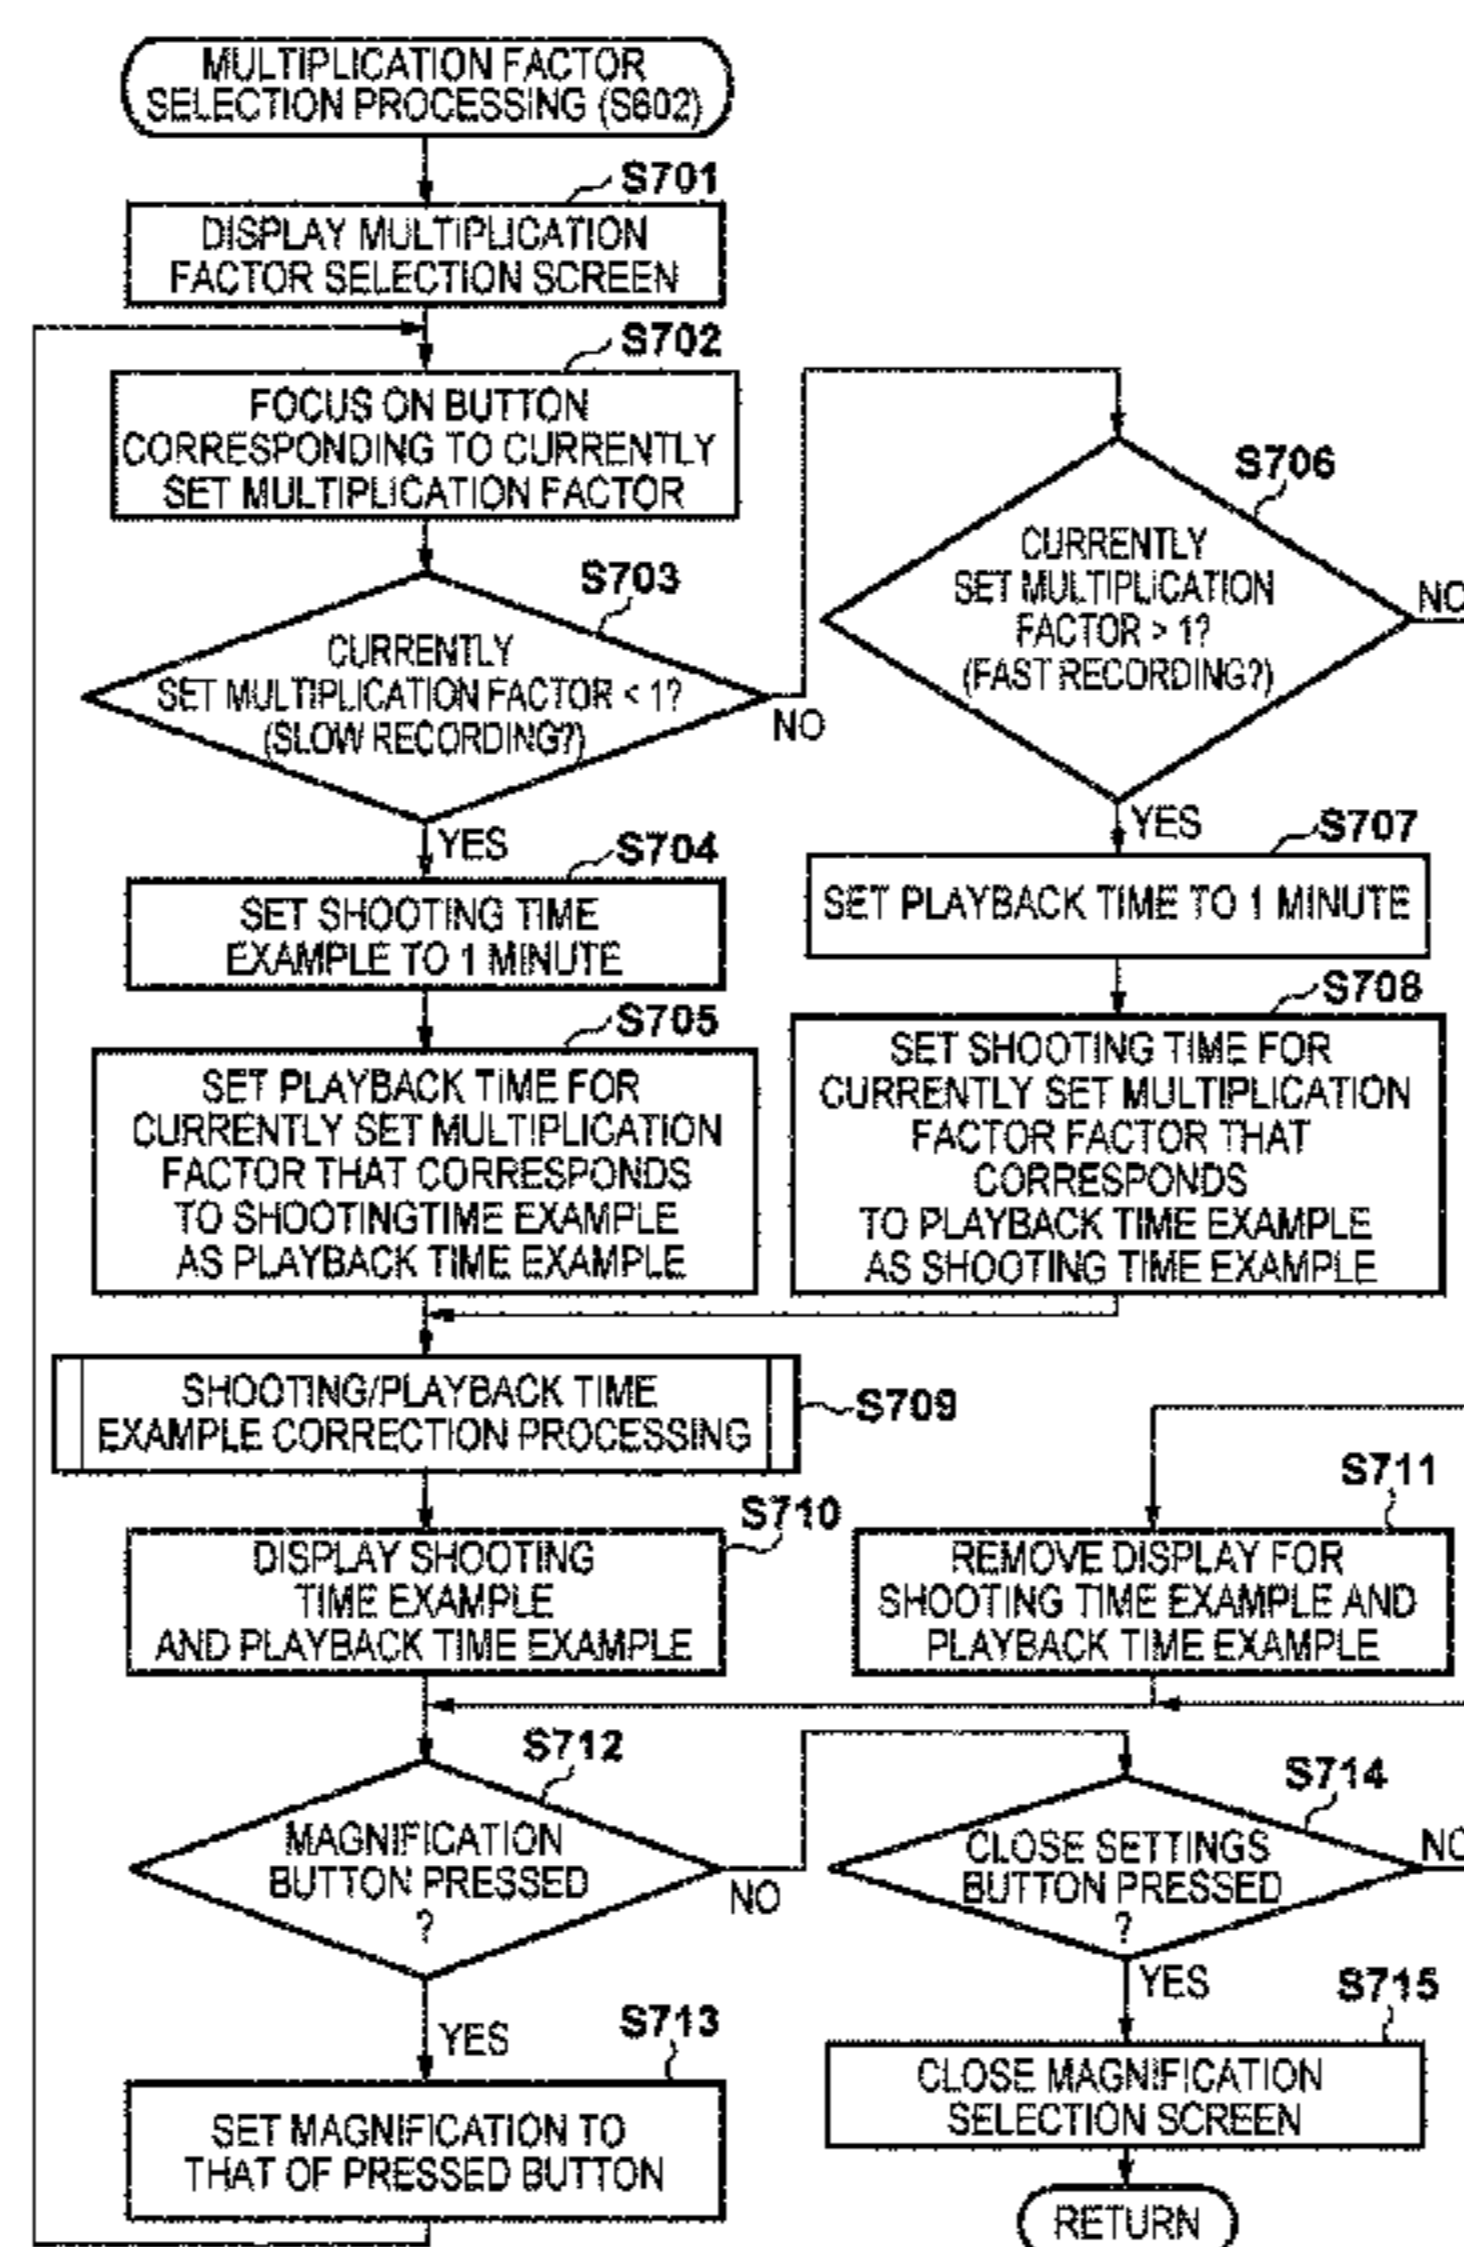 MULTIPLICATION FACTOR
SELECTION PROCESSING (S602)
S701
DISPLAY MULTIPLICATION
FACTOR SELECTION SCREEN
S702
FOCUS ON BUTTON
CORRESPONDING TO CURRENTLY
SET MULTIPLICATION FACTOR
S703
CURRENTLY
SET MULTIPLICATION FACTOR < 1?
(SLOW RECORDING?)
NO
YES
S706
CURRENTLY
SET MULTIPLICATION
FACTOR > 1?
(FAST RECORDING?)
NO
YES
S704
SET SHOOTING TIME
EXAMPLE TO 1 MINUTE
S707
SET PLAYBACK TIME TO 1 MINUTE
S705
SET PLAYBACK TIME FOR
CURRENTLY SET MULTIPLICATION
FACTOR THAT CORRESPONDS
TO SHOOTINGTIME EXAMPLE
AS PLAYBACK TIME EXAMPLE
S708
SET SHOOTING TIME FOR
CURRENTLY SET MULTIPLICATION
FACTOR FACTOR THAT
CORRESPONDS
TO PLAYBACK TIME EXAMPLE
AS SHOOTING TIME EXAMPLE
SHOOTING/PLAYBACK TIME
EXAMPLE CORRECTION PROCESSING
S709
S710
DISPLAY SHOOTING
TIME EXAMPLE
AND PLAYBACK TIME EXAMPLE
S711
REMOVE DISPLAY FOR
SHOOTING TIME EXAMPLE AND
PLAYBACK TIME EXAMPLE
S712
MAGNIFICATION
BUTTON PRESSED
?
NO
YES
S714
CLOSE SETTINGS
BUTTON PRESSED
?
NO
YES
S713
SET MAGNIFICATION TO
THAT OF PRESSED BUTTON
S715
CLOSE MAGNIFICATION
SELECTION SCREEN
RETURN